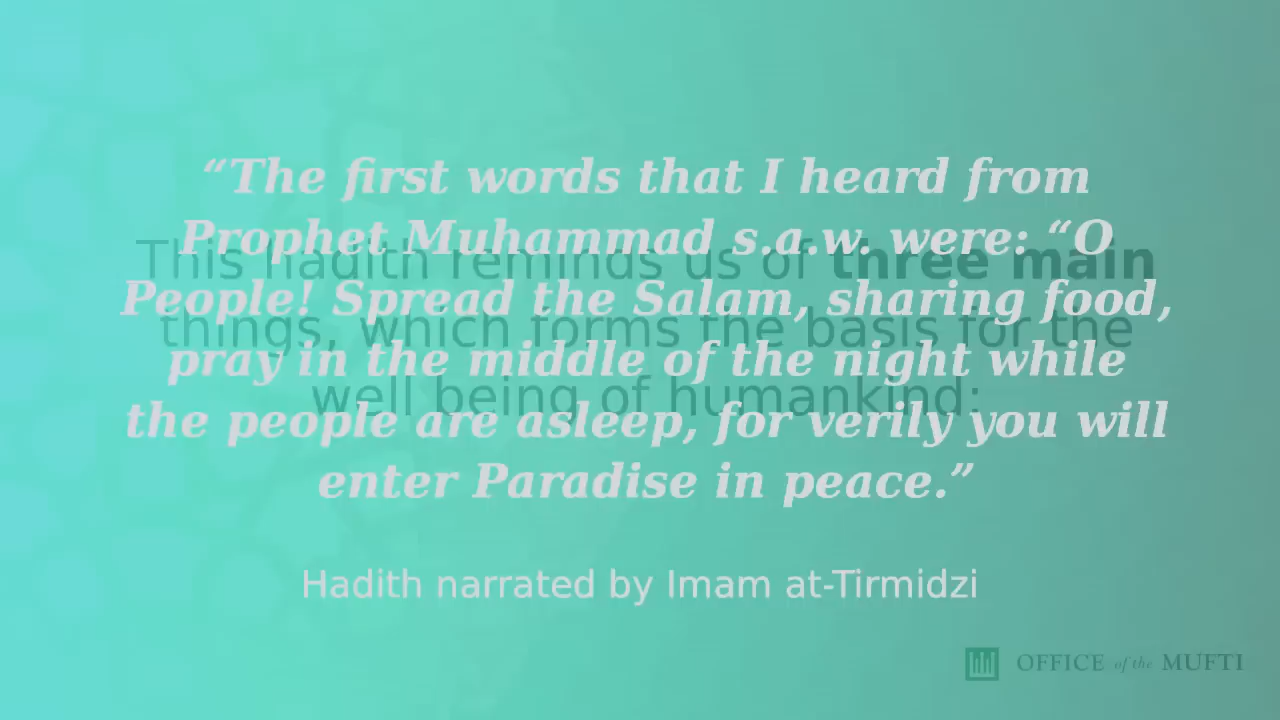 “The first words that I heard from
Prophet Muhammad s.a.w. were: “O
People! Spread the Salam, sharing food,
pray in the middle of the night while
the people are asleep, for verily you will
enter Paradise in peace.”
This hadith reminds us of three main
things, which forms the basis for the
well being of humankind:
Hadith narrated by Imam at-Tirmidzi
OFFICE of the MUFTI